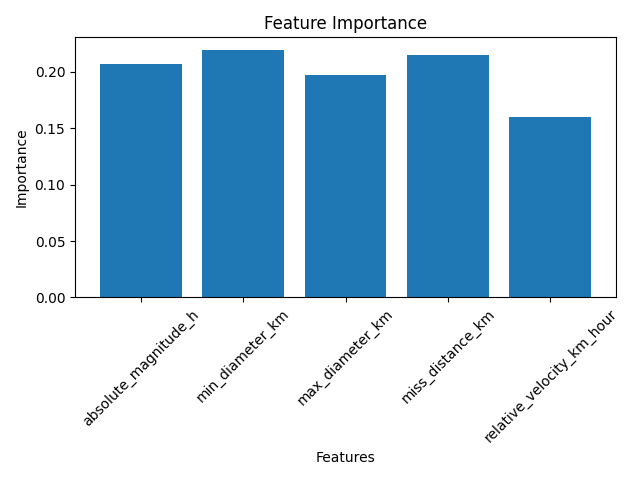 Feature Importance
Importance
0.20
0.15
0.10
0.05
0.00
absolute_magnitude_h
min_diameter_km
max_diameter_km
miss_distance_km
relative_velocity_km_hour
Features